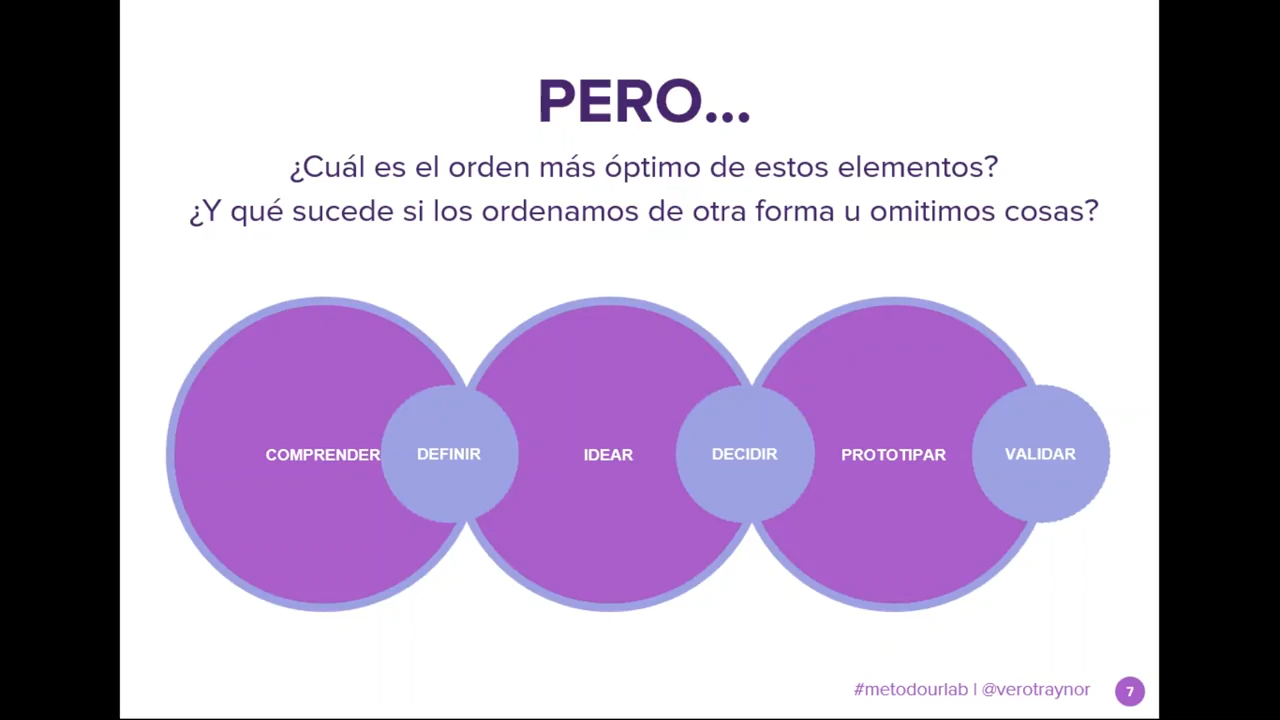 PERO...
¿Cuál es el orden más óptimo de estos elementos?
¿Y qué sucede si los ordenamos de otra forma u omitimos cosas?
COMPRENDER
DEFINIR
IDEAR
DECIDIR
PROTOTIPAR
VALIDAR
#metodourlab | @verotraynor
7